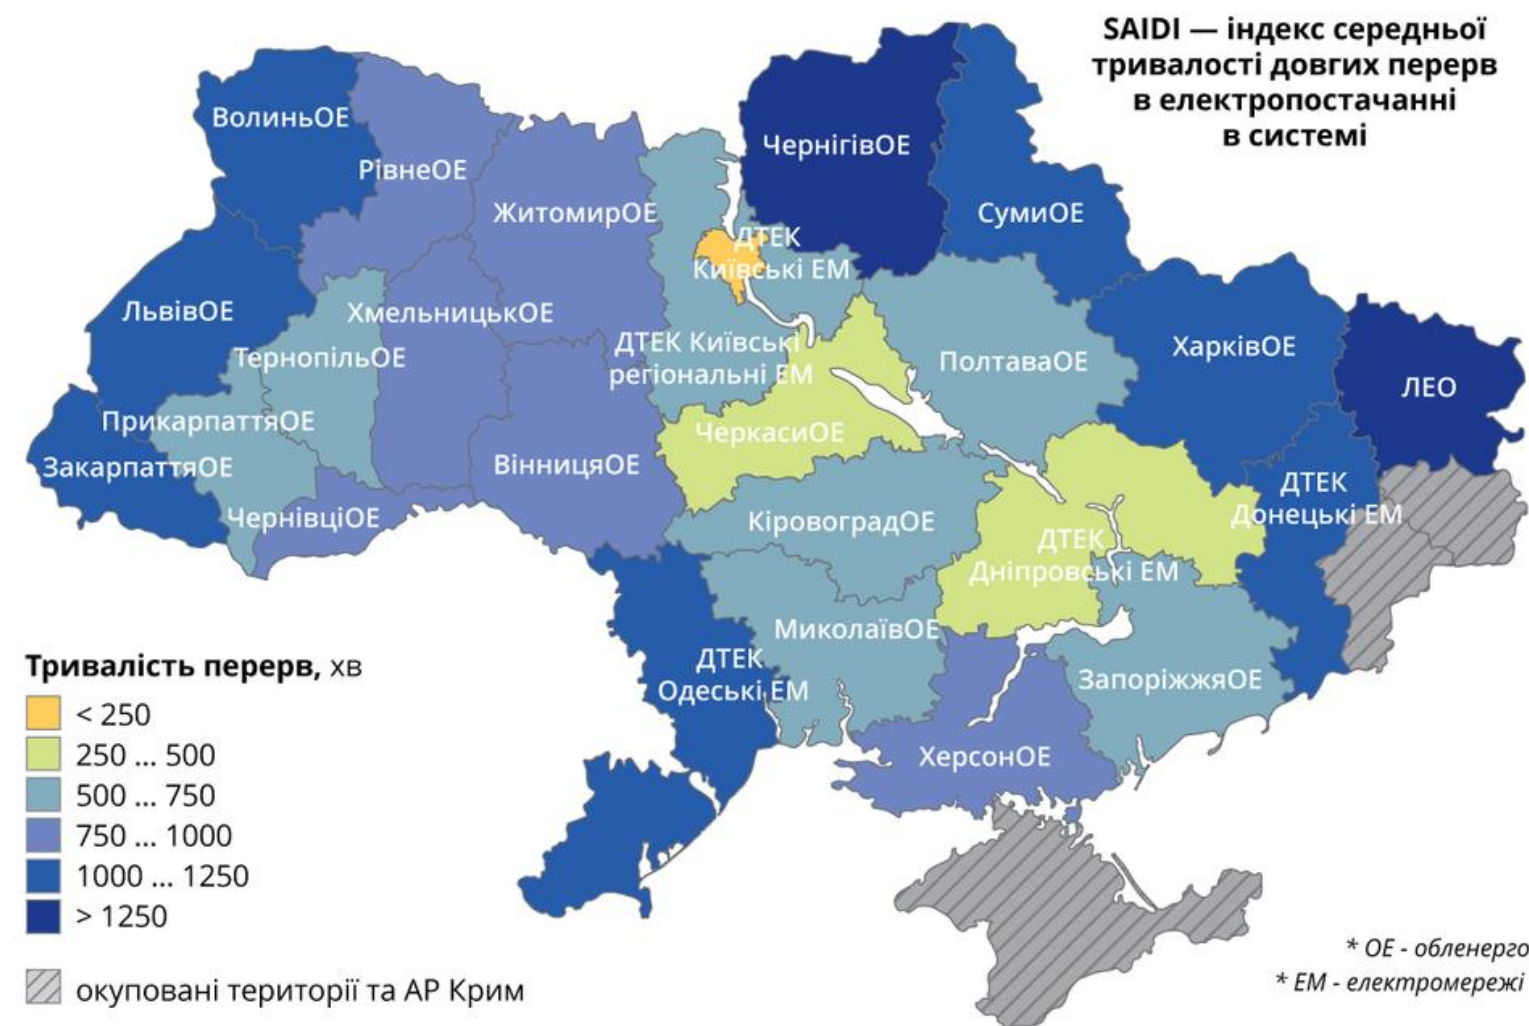 SAIDI — індекс середньої
тривалості довгих перерв
в електропостачанні
в системі
ВолиньОЕ
РівнеОЕ
ЖитомирОЕ
ЧернігівОЕ
СумиОЕ
ДТЕК
Київські ЕМ
ЛьвівОЕ
ХмельницькОЕ
ТернопільОЕ
ДТЕК Київські
регіональні ЕМ
ПолтаваОЕ
ХарківОЕ
ЛЕО
ПрикарпаттяОЕ
ЧеркасиОЕ
ЗакарпаттяОЕ
ВінницяОЕ
ЧернівціОЕ
КіровоградОЕ
ДТЕК
Донецькі ЕМ
ДТЕК
Дніпровські ЕМ
МиколаївОЕ
ДТЕК
Одеські ЕМ
ЗапоріжжяОЕ
ХерсонОЕ
Тривалість перерв, хв
< 250
250 ... 500
500 ... 750
750 ... 1000
1000 ... 1250
> 1250
окуповані території та АР Крим
* ОЕ - обленерго
* ЕМ - електромережі